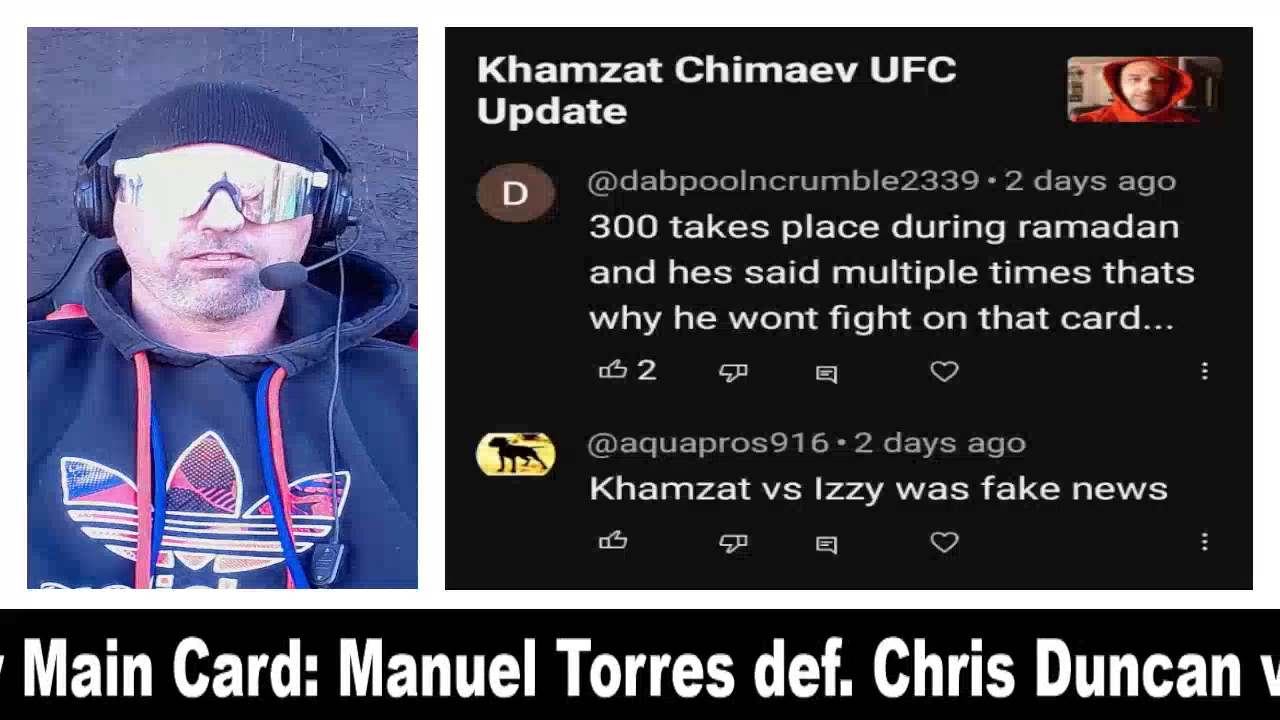 Khamzat Chimaev UFC
Update
D
@dabpoolncrumble2339 • 2 days ago
300 takes place during ramadan
and hes said multiple times thats
why he wont fight on that card...
2
@aquapros916 • 2 days ago
Khamzat vs Izzy was fake news
Main Card: Manuel Torres def. Chris Duncan v